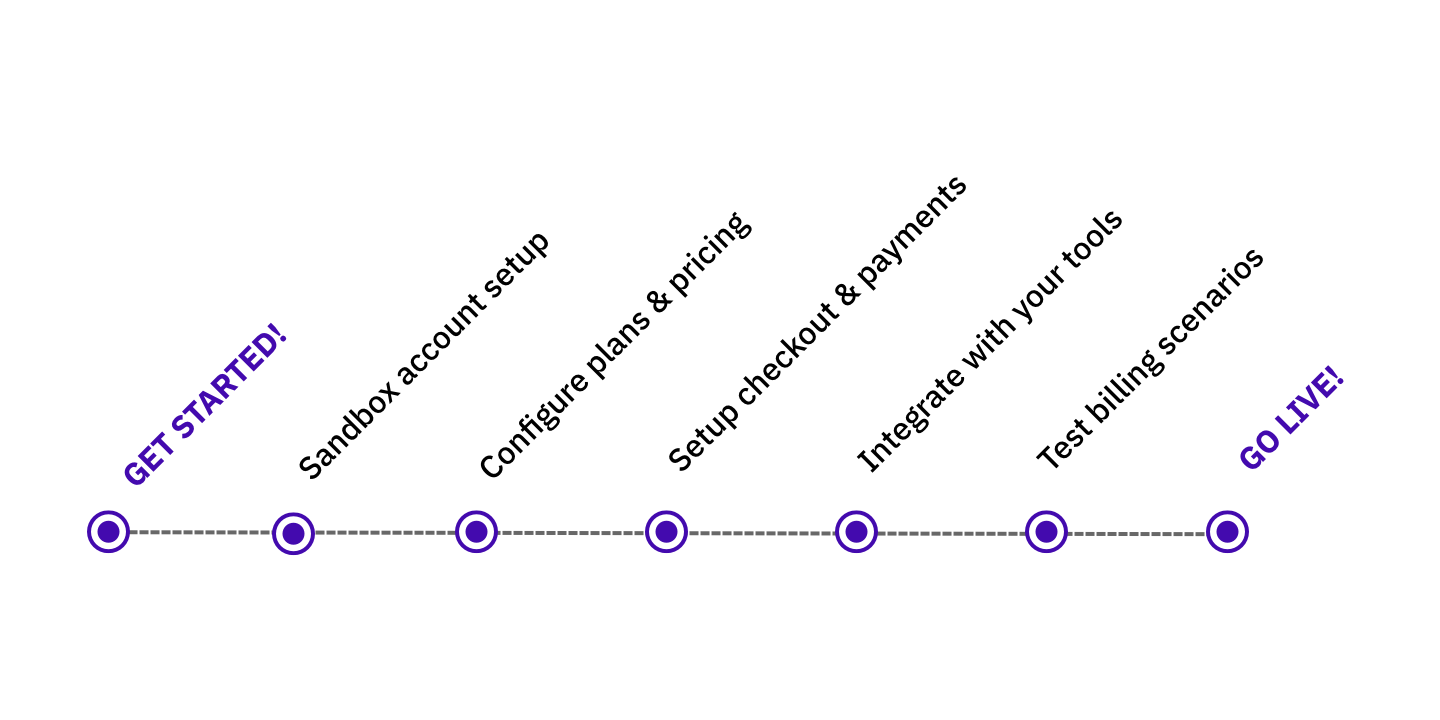 GET STARTED!
Sandbox account setup
Configure plans & pricing
Setup checkout & payments
Integrate with your tools
Test billing scenarios
GO LIVE!